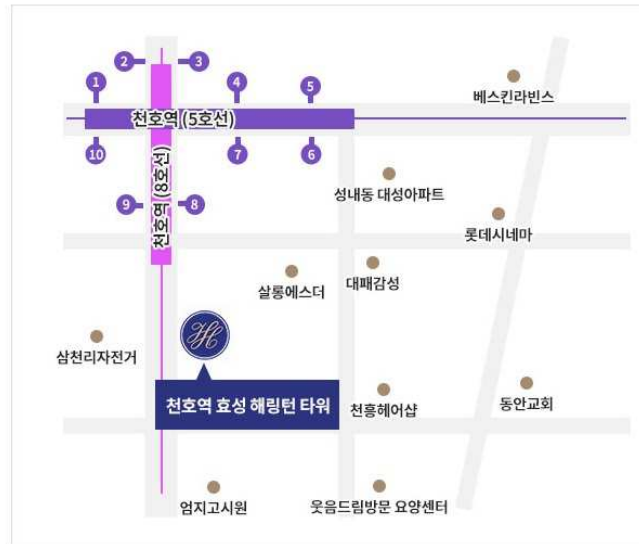 2
3
1
4
5
베스킨라빈스
천호역 (5호선)
10
7
6
천호역 (8호선)
성내동 대성아파트
9
8
롯데시네마
살롱에스더
대패감성
삼천리자전거
H
천호역 효성 해링턴 타워
천흥헤어샵
동안교회
엄지고시원
웃음드림방문 요양센터